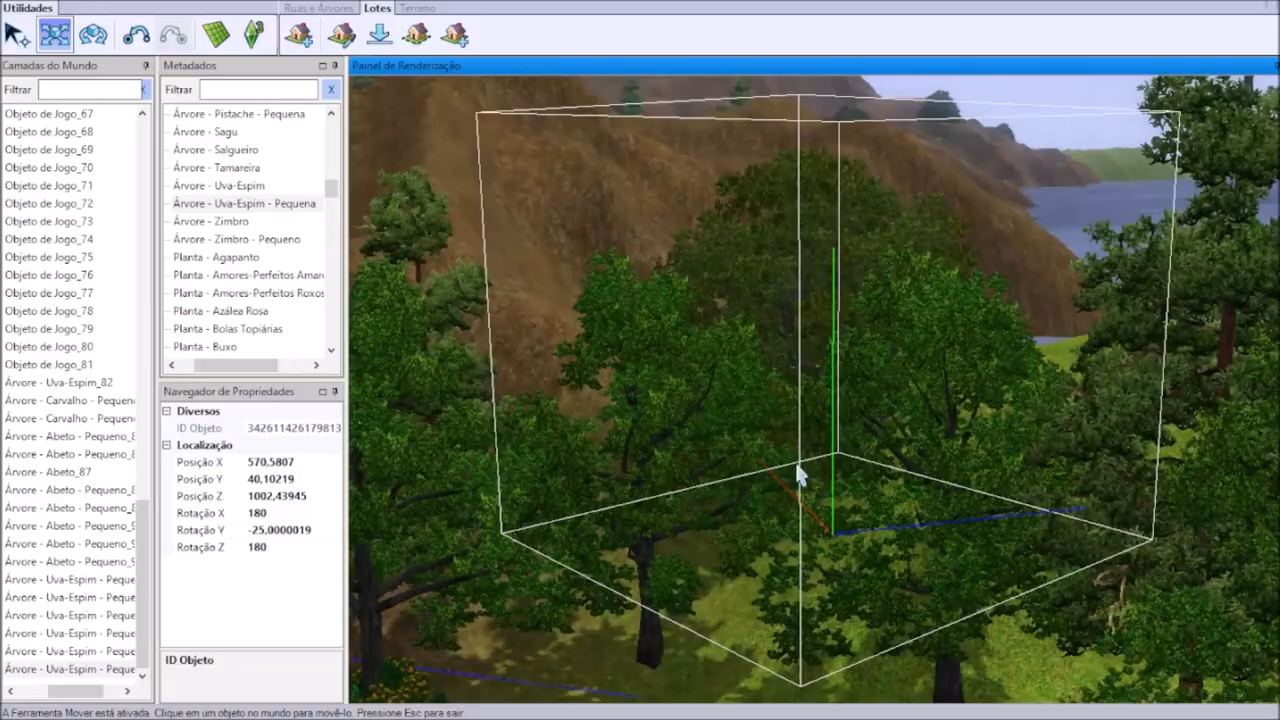 Utilidades
Ruas e Árvores
Lotes
Terreno
Camadas do Mundo
Filtrar
Objeto de Jogo_67
Objeto de Jogo_68
Objeto de Jogo_69
Objeto de Jogo_70
Objeto de Jogo_71
Objeto de Jogo_72
Objeto de Jogo_73
Objeto de Jogo_74
Objeto de Jogo_75
Objeto de Jogo_76
Objeto de Jogo_77
Objeto de Jogo_78
Objeto de Jogo_79
Objeto de Jogo_80
Objeto de Jogo_81
Árvore - Uva-Espim_82
Árvore - Carvalho - Pequen
Árvore - Carvalho - Pequen
Árvore - Abeto - Pequeno_8
Árvore - Abeto - Pequeno_8
Árvore - Abeto_87
Árvore - Abeto - Pequeno_8
Árvore - Abeto - Pequeno_8
Árvore - Abeto - Pequeno_9
Árvore - Abeto - Pequeno_9
Árvore - Abeto - Pequeno_9
Árvore - Uva-Espim - Peque
Árvore - Uva-Espim - Peque
Árvore - Uva-Espim - Peque
Árvore - Uva-Espim - Peque
Árvore - Uva-Espim - Peque
Árvore - Uva-Espim - Peque
Metadados
Filtrar
X
Árvore - Pistache - Pequena
Árvore - Sagu
Árvore - Salgueiro
Árvore - Tamareira
Árvore - Uva-Espim
Árvore - Uva-Espim - Pequena
Árvore - Zimbro
Árvore - Zimbro - Pequeno
Planta - Agapanto
Planta - Amores-Perfeitos Amare
Planta - Amores-Perfeitos Roxos
Planta - Azálea Rosa
Planta - Bolas Topiárias
Planta - Buxo
Navegador de Propriedades
Diversos
ID Objeto 342611426179813
Localização
Posição X 570,5807
Posição Y 40,10219
Posição Z 1002,43945
Rotação X 180
Rotação Y -25,0000019
Rotação Z 180
ID Objeto
Painel de Renderização
A Ferramenta Mover está ativada. Clique em um objeto no mundo para movê-lo. Pressione Esc para sair.